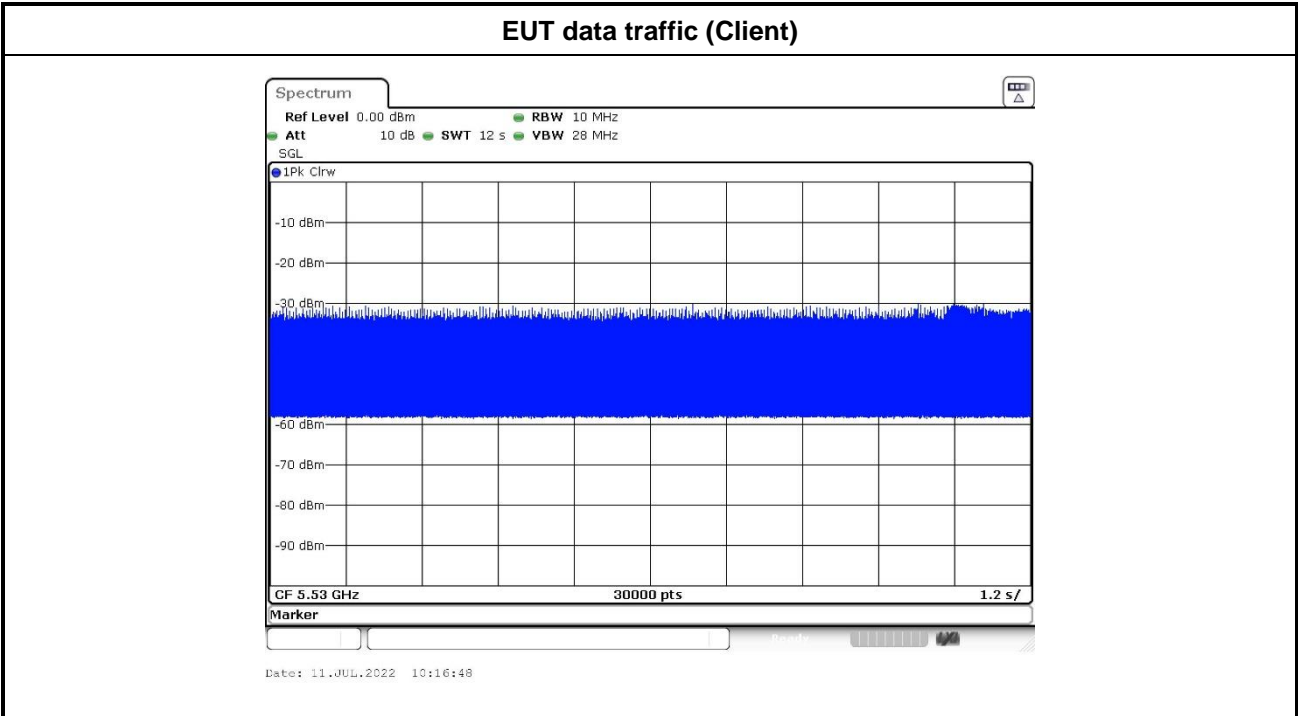 EUT data traffic (Client)
Spectrum
Ref Level 0.00 dBm RBW 10 MHz
Att 10 dB SWT 12 s VBW 28 MHz
SGL
1Pk Clrw
-10 dBm
-20 dBm
-30 dBm
-60 dBm
-70 dBm
-80 dBm
-90 dBm
CF 5.53 GHz 30000 pts 1.2 s/
Marker
Ready
Date: 11.JUL.2022 10:16:48